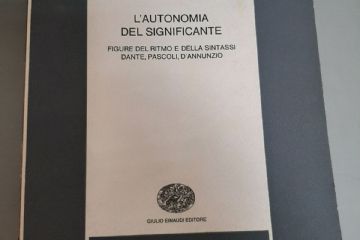 L'AUTONOMIA
DEL SIGNIFICANTE
FIGURE DEL RITMO E DELLA SINTASSI
DANTE, PASCOLI, D'ANNUNZIO
GIULIO EINAUDI EDITORE